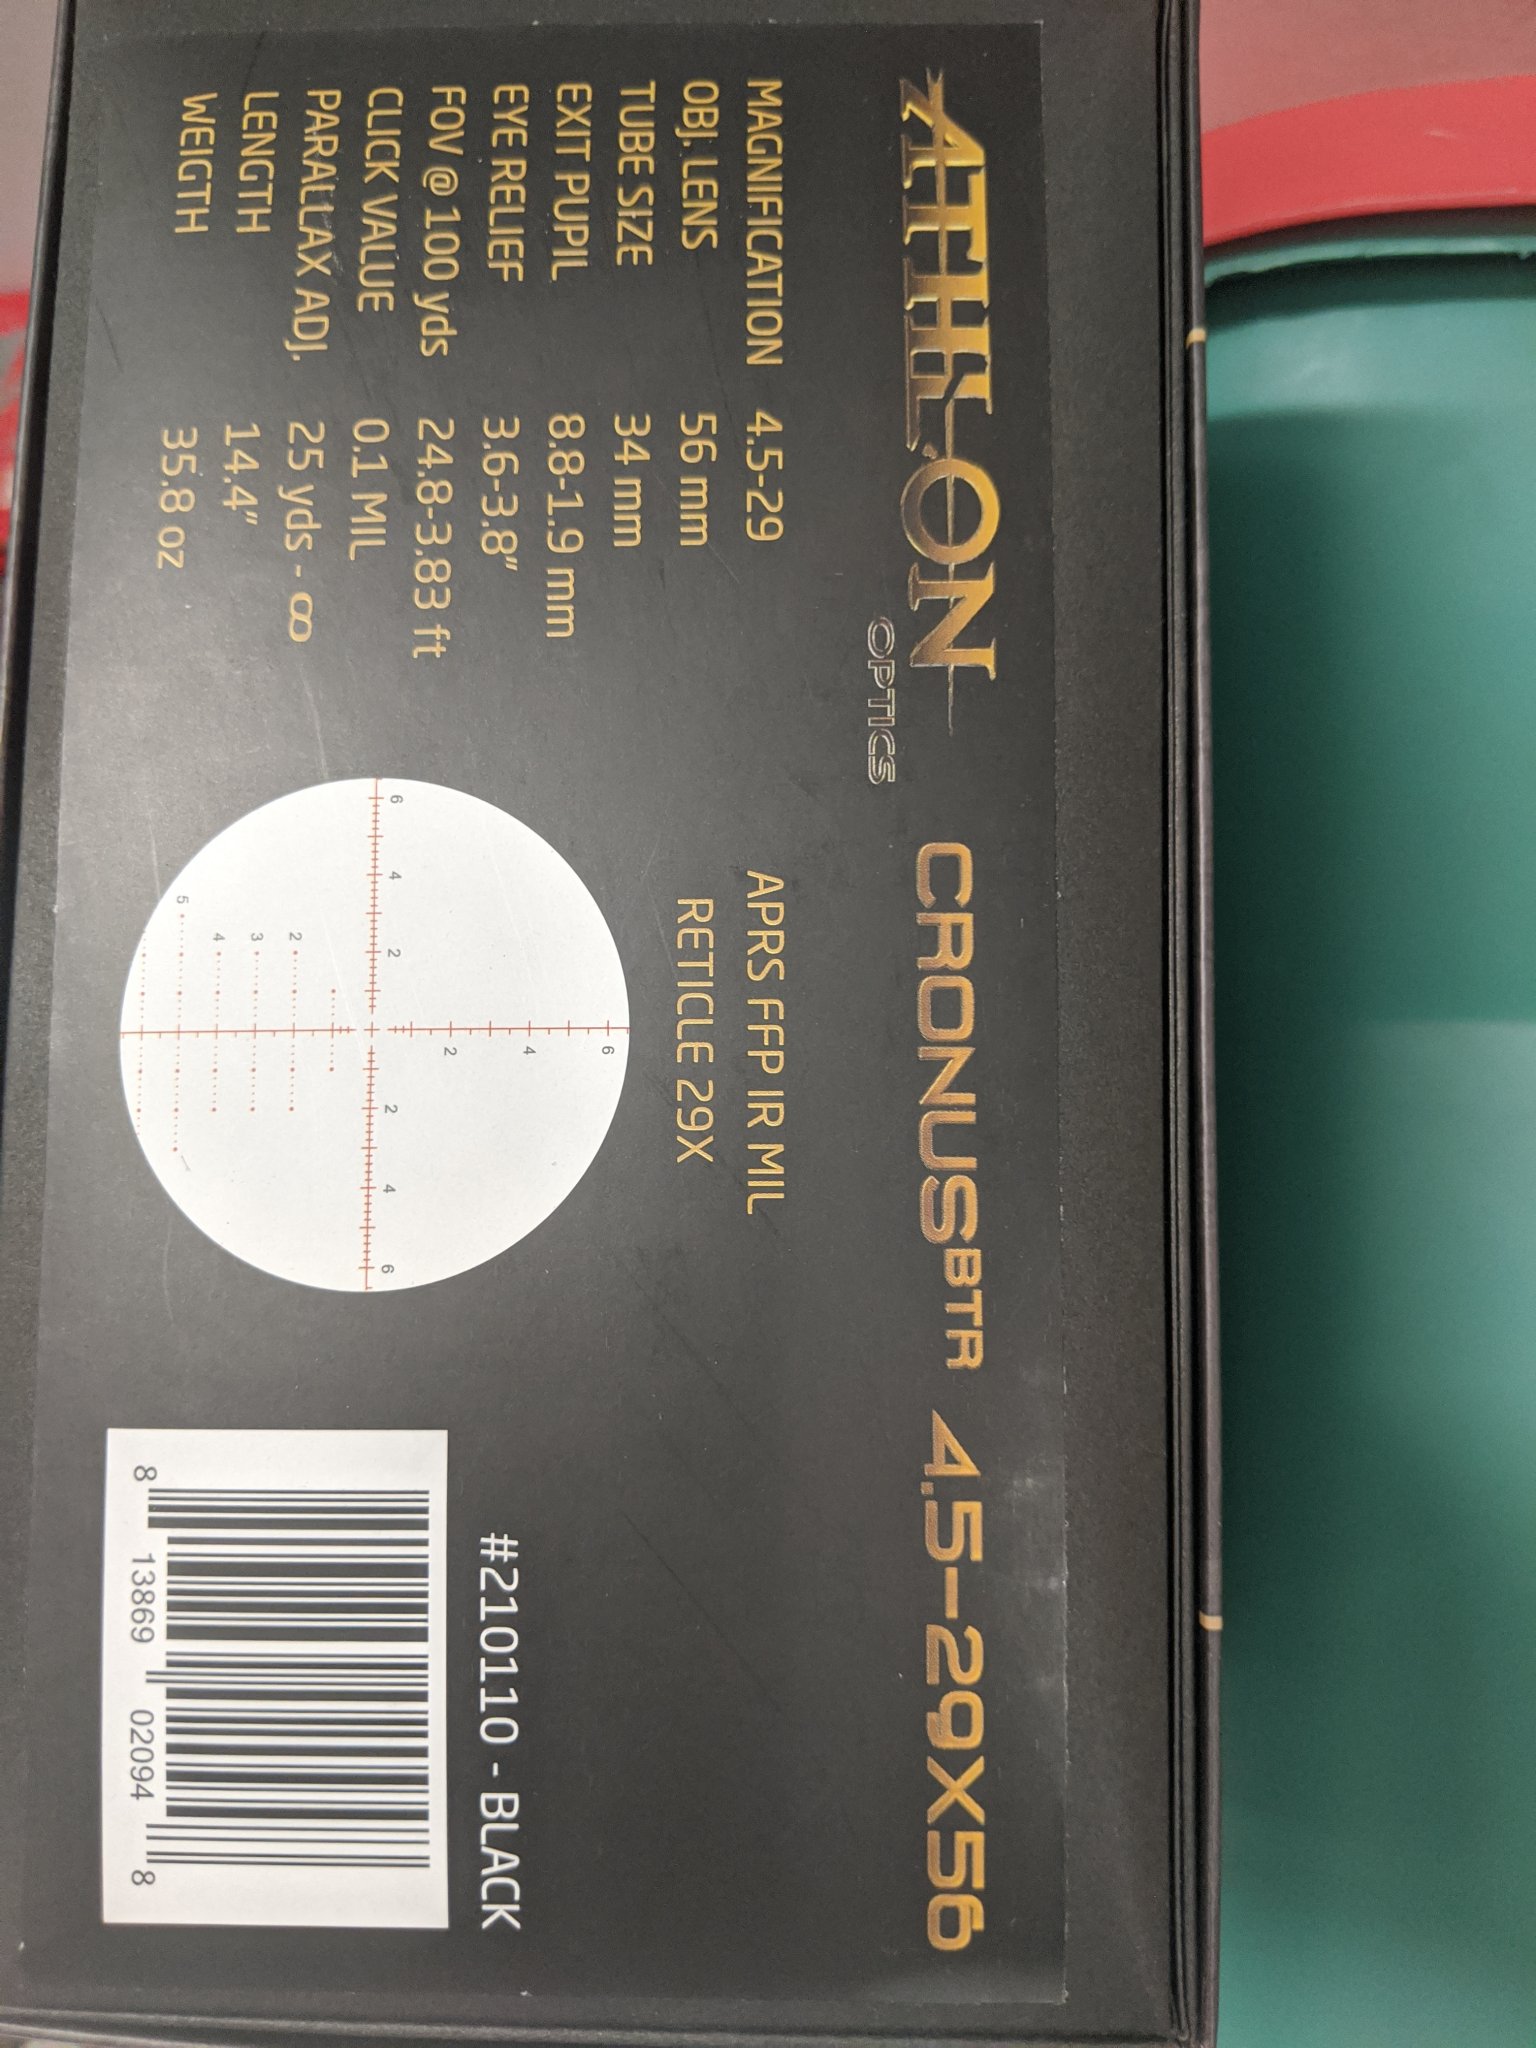 ATHLON
OPTICS
CRONUSBTR 4.5-29X56
MAGNIFICATION 4.5-29
OBJ. LENS 56 mm
TUBE SIZE 34 mm
EXIT PUPIL 8.8-1.9 mm
EYE RELIEF 3.6-3.8"
FOV @ 100 yds 24.8-3.83 ft
CLICK VALUE 0.1 MIL
PARALLAX ADJ. 25 yds - ∞
LENGTH 14.4"
WEIGTH 35.8 oz
APRS FFP IR MIL
RETICLE 29X
6
4
2
6 4 2 2 4 6
2
3
4
5
#210110 - BLACK
8 13869 02094 8